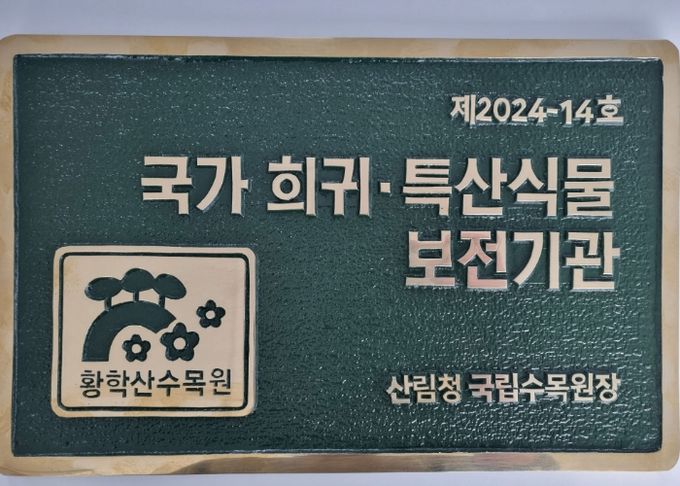 제2024-14호
국가 희귀·특산식물
보전기관
황학산수목원
산림청 국립수목원장